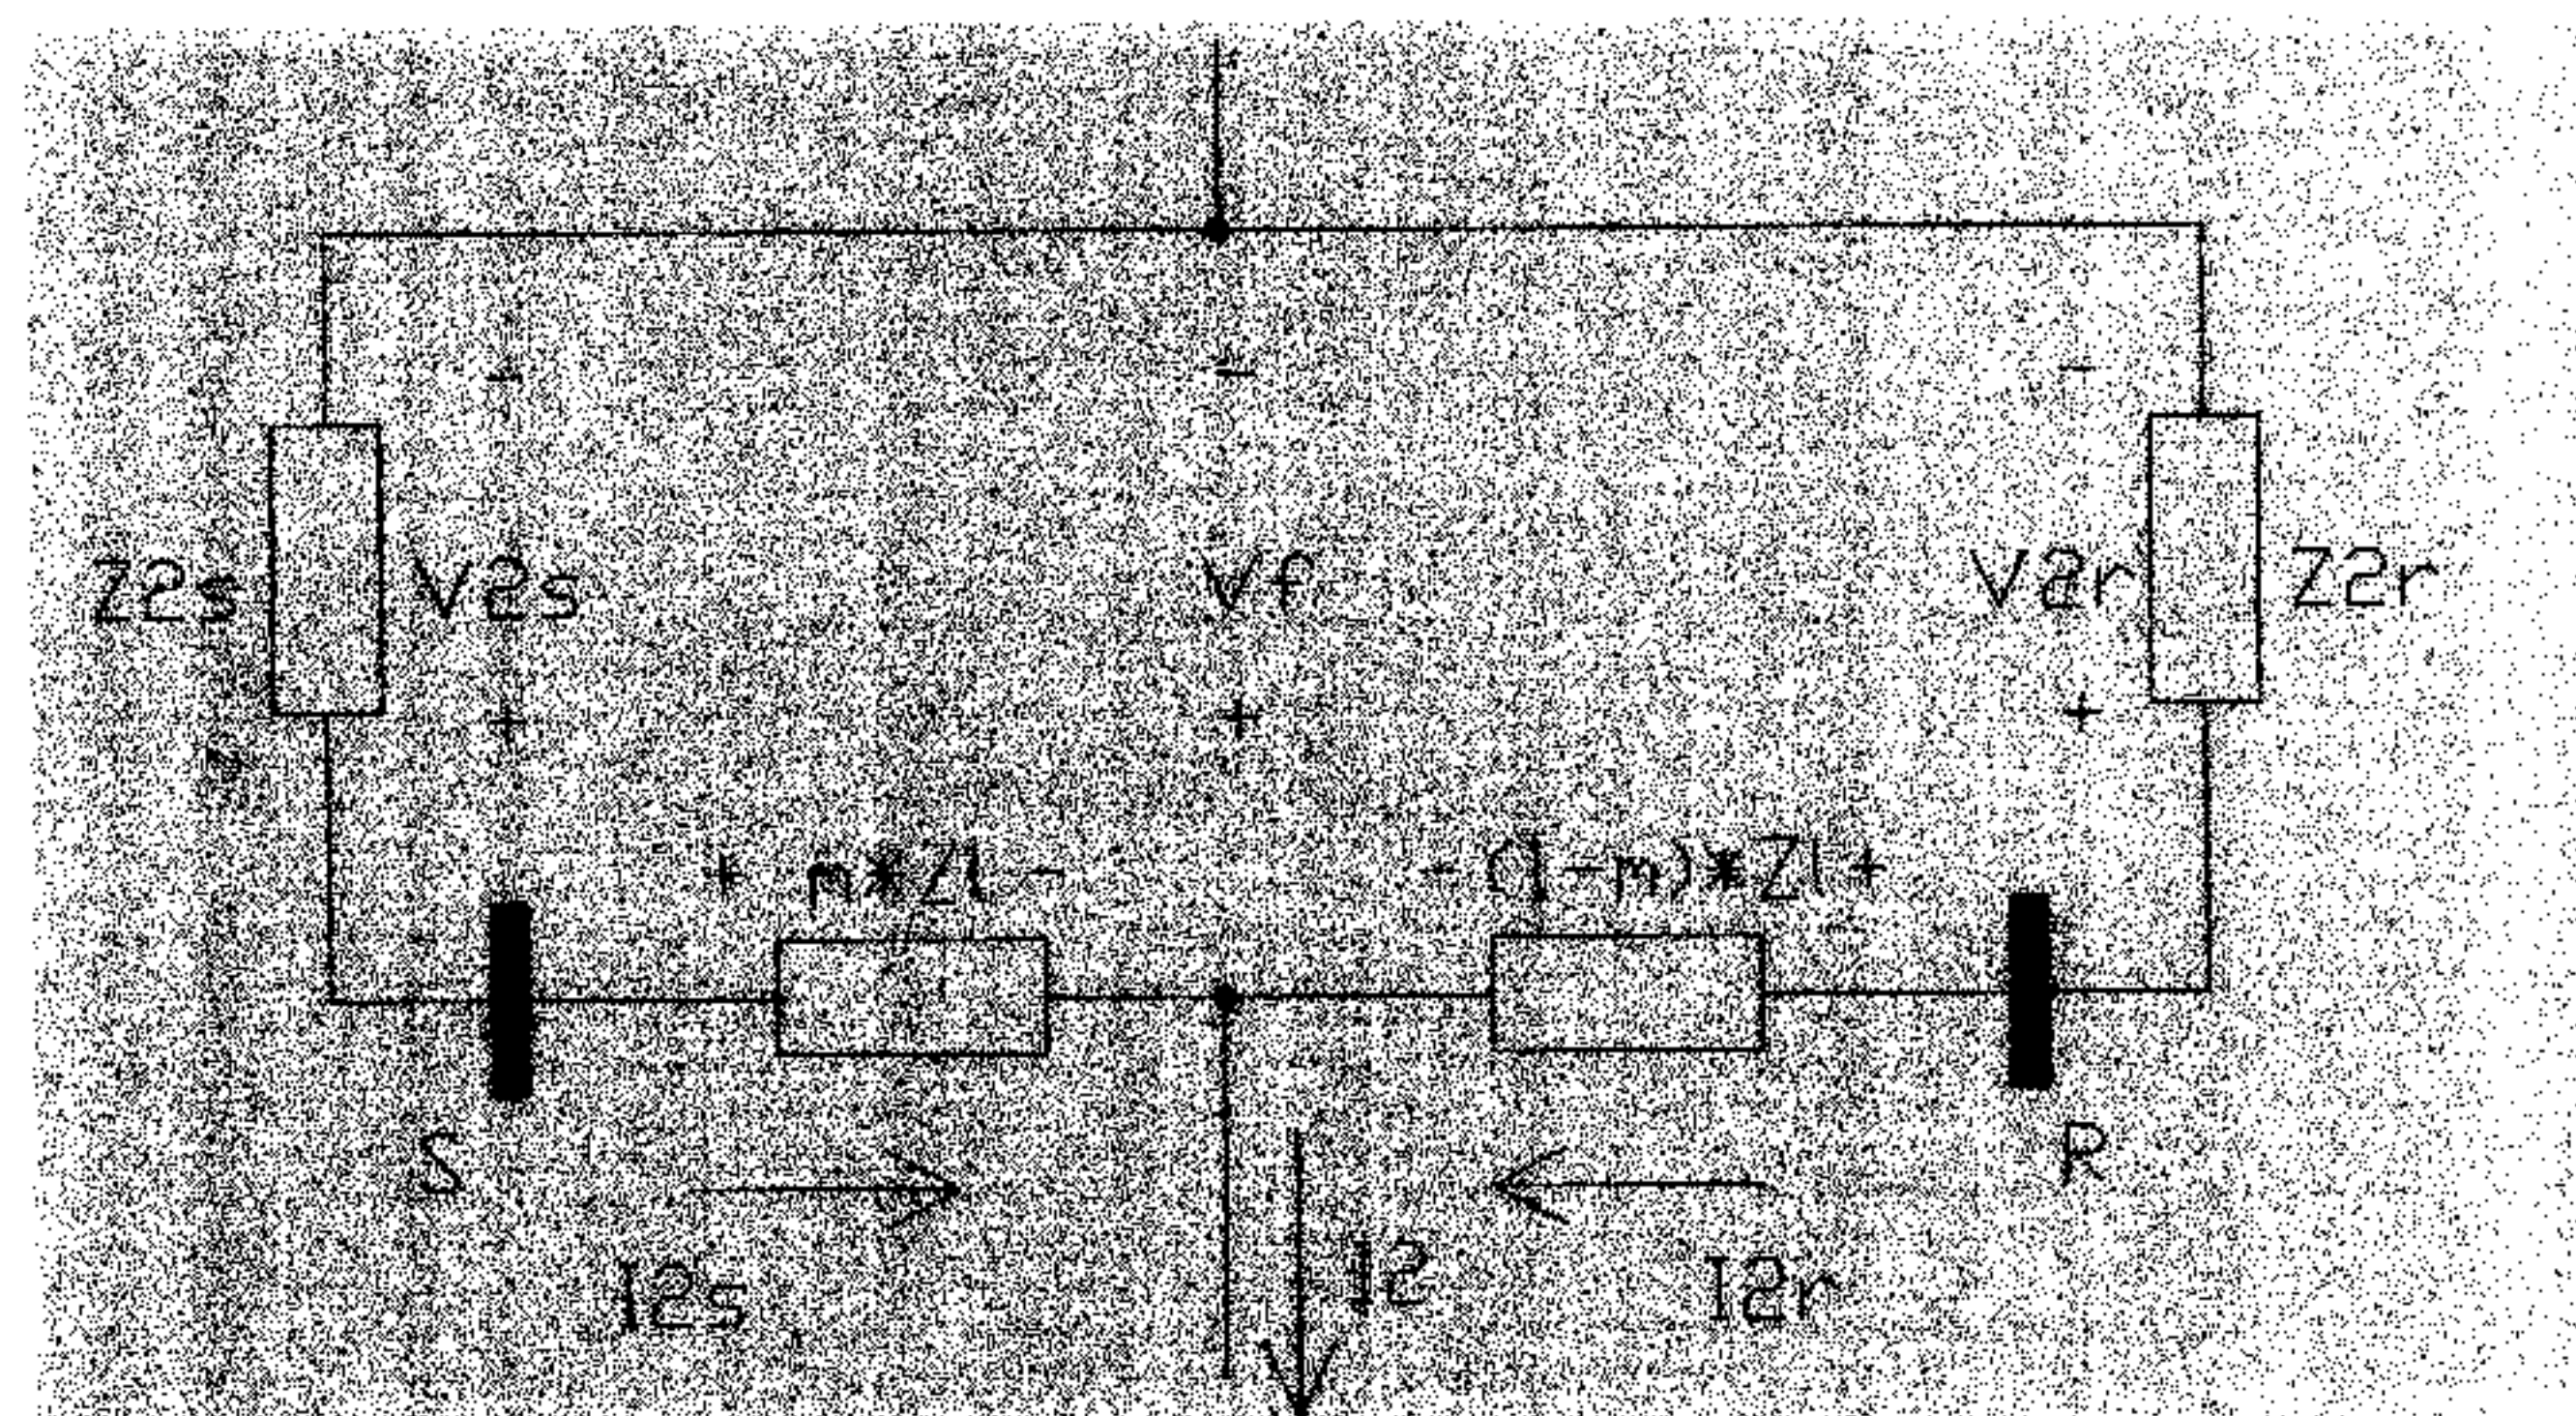 - - -
Z2s V2s Vf V2r Z2r
+ + +
+ m*Zl - - (1-m)*Zl +
S R
I2s I2 I2r